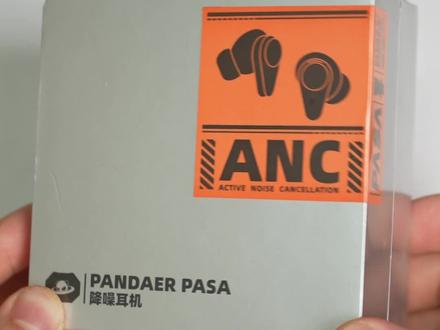 ANC
ACTIVE NOISE CANCELLATION
PANDAER PASA
降噪耳机